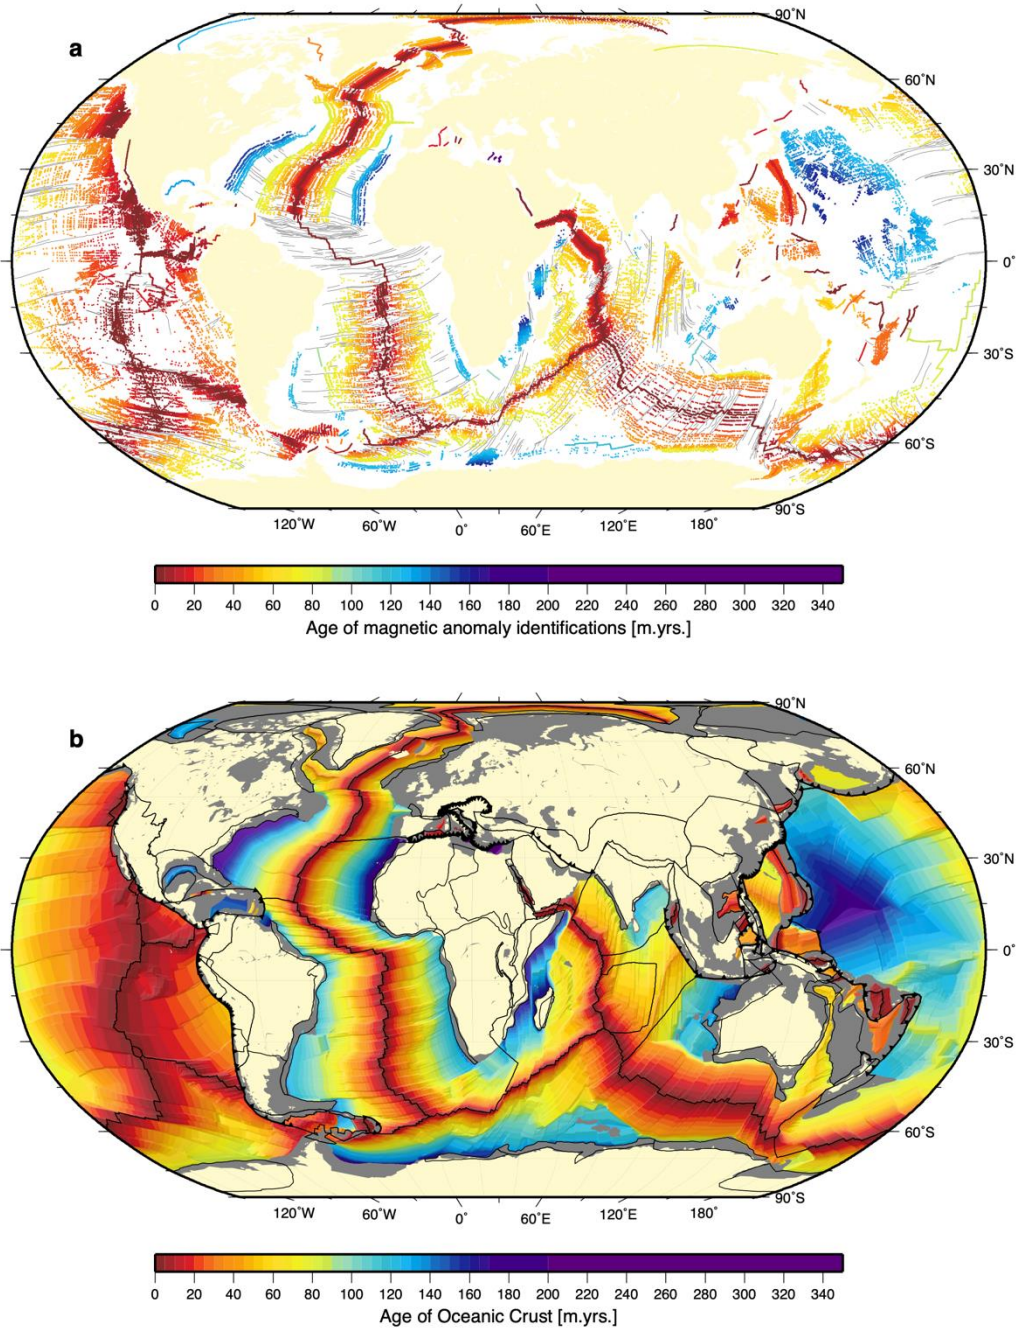 a
90˚N
60˚N
30˚N
0˚
30˚S
60˚S
90˚S
120˚W 60˚W 0˚ 60˚E 120˚E 180˚
0 20 40 60 80 100 120 140 160 180 200 220 240 260 280 300 320 340
Age of magnetic anomaly identifications [m.yrs.]
b
90˚N
60˚N
30˚N
0˚
30˚S
60˚S
90˚S
120˚W 60˚W 0˚ 60˚E 120˚E 180˚
0 20 40 60 80 100 120 140 160 180 200 220 240 260 280 300 320 340
Age of Oceanic Crust [m.yrs.]